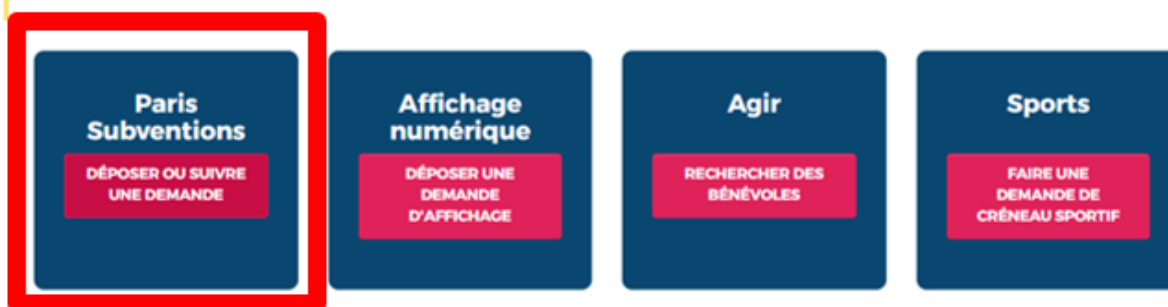 Paris
Subventions
DÉPOSER OU SUIVRE
UNE DEMANDE
Affichage
numérique
DÉPOSER UNE
DEMANDE
D'AFFICHAGE
Agir
RECHERCHER DES
BÉNÉVOLES
Sports
FAIRE UNE
DEMANDE DE
CRÉNEAU SPORTIF